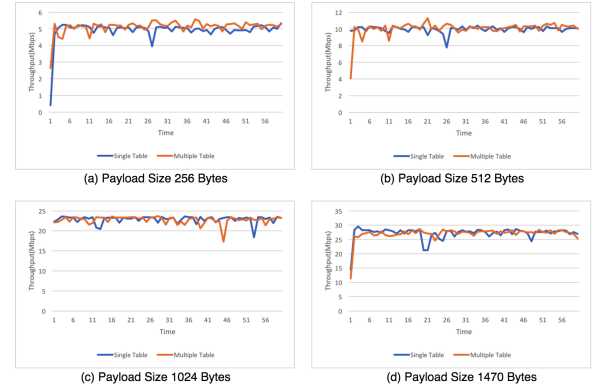 6
5
4
3
2
1
0
Throughput(Mbps)
1 6 11 16 21 26 31 36 41 46 51 56
Time
Single Table Multiple Table
(a) Payload Size 256 Bytes
12
10
8
6
4
2
0
Throughput(Mbps)
1 6 11 16 21 26 31 36 41 46 51 56
Time
Single Table Multiple Table
(b) Payload Size 512 Bytes
25
20
15
10
5
0
Throughput(Mbps)
1 6 11 16 21 26 31 36 41 46 51 56
Time
Single Table Multiple Table
(c) Payload Size 1024 Bytes
35
30
25
20
15
10
5
0
Throughput(Mbps)
1 6 11 16 21 26 31 36 41 46 51 56
Time
Single Table Multiple Table
(d) Payload Size 1470 Bytes